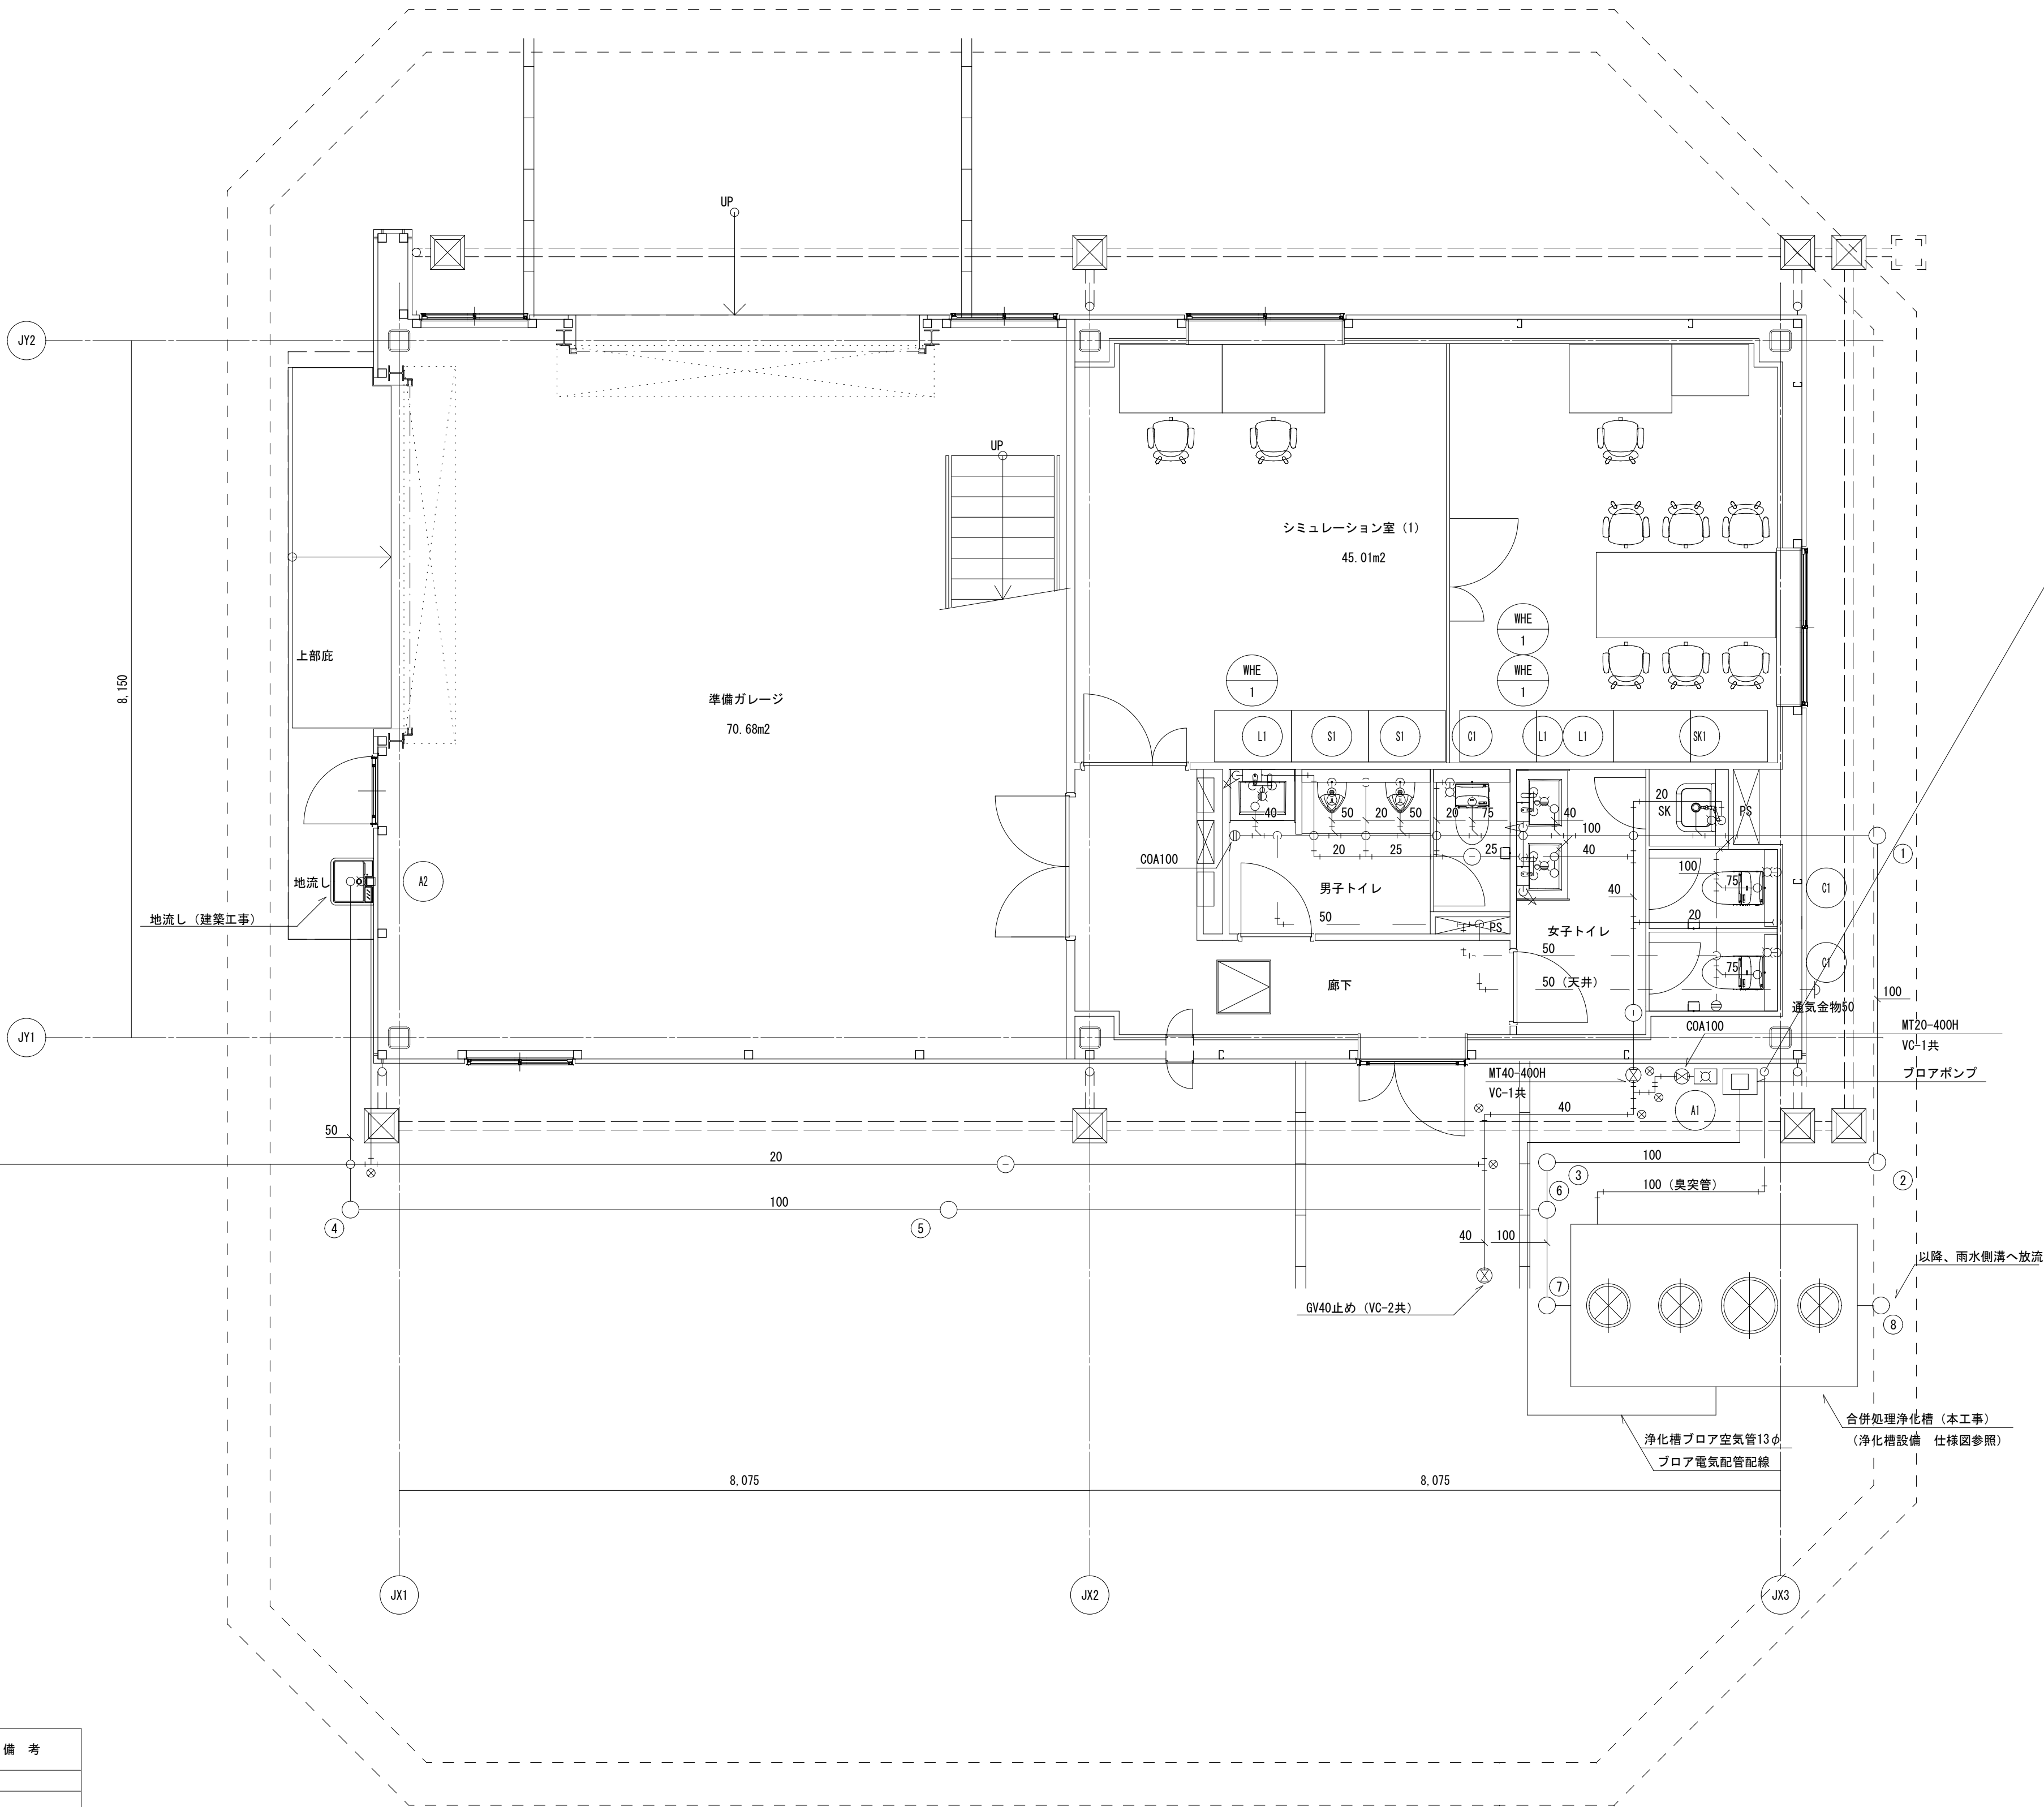 UP
JY2
UP
シミュレーション室（1）
45.01m2
WHE
1
上部庇
WHE
1
WHE
1
8,150
準備ガレージ
70.68m2
L1
S1
S1
C1
L1
L1
SK1
20
SK
PS
40
50
20
50
20
75
40
100
COA100
20
25
25
40
①
地流し
A2
男子トイレ
100
75
C1
地流し（建築工事）
50
40
20
PS
女子トイレ
50
C1
75
廊下
50（天井）
通気金物50
100
JY1
COA100
MT20-400H
VC-1共
MT40-400H
VC-1共
ブロアポンプ
40
A1
50
20
100
③
②
⑥
100（臭突管）
100
④
⑤
40
100
以降、雨水側溝へ放流
⑦
GV40止め（VC-2共）
⑧
合併処理浄化槽（本工事）
（浄化槽設備　仕様図参照）
浄化槽ブロア空気管13φ
ブロア電気配管配線
8,075
8,075
JX1
JX2
JX3
備　考